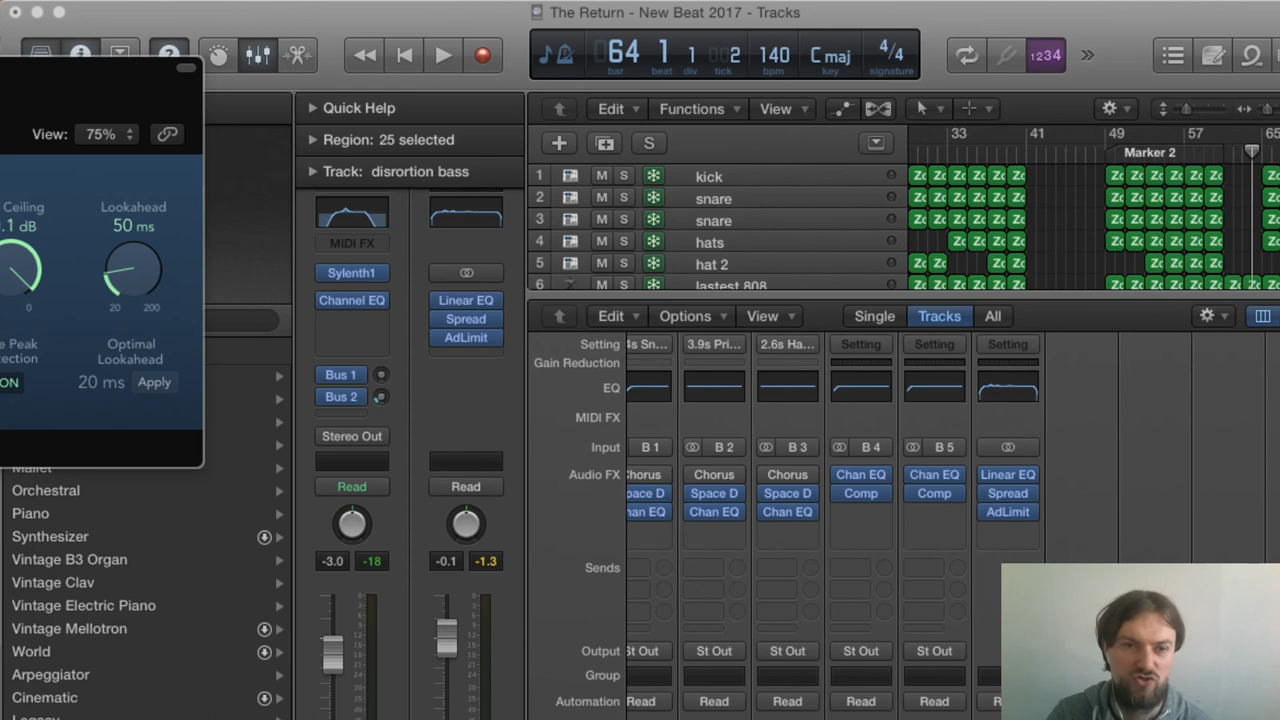 The Return - New Beat 2017 - Tracks
64 1 1 2 140 C maj 4/4
bar beat div tick bpm key signature
1234
View: 75%
Ceiling Lookahead
.1 dB 50 ms
0 20 200
Optimal
Lookahead
ON 20 ms Apply
Orchestral
Piano
Synthesizer
Vintage B3 Organ
Vintage Clav
Vintage Electric Piano
Vintage Mellotron
World
Arpeggiator
Cinematic
Quick Help
Region: 25 selected
Track: disrortion bass
MIDI FX
Sylenth1
Channel EQ Linear EQ
Spread
AdLimit
Bus 1
Bus 2
Stereo Out
Read Read
-3.0 -18 -0.1 -1.3
Edit Functions View
S
33 41 49 57 65
Marker 2
1 M S kick
2 M S snare
3 M S snare
4 M S hats
5 M S hat 2
6 M S lastest 808
Edit Options View Single Tracks All
Setting 4s Sn... 3.9s Pri... 2.6s Ha... Setting Setting Setting
Gain Reduction
EQ
MIDI FX
Input B 1 B 2 B 3 B 4 B 5
Audio FX Chorus Chorus Chorus Chan EQ Chan EQ Linear EQ
Space D Space D Space D Comp Comp Spread
Chan EQ Chan EQ Chan EQ AdLimit
Sends
Output St Out St Out St Out St Out St Out
Group
Automation Read Read Read Read Read